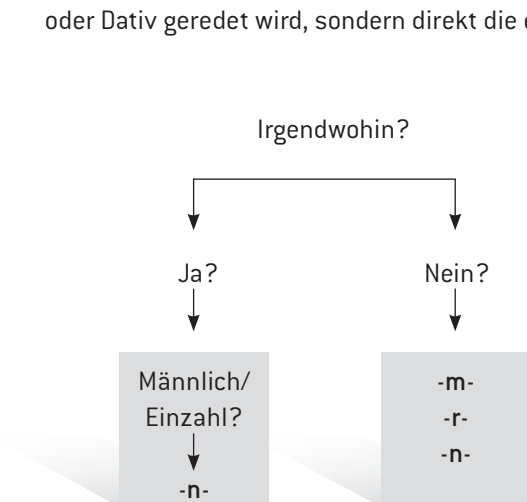 oder Dativ geredet wird, sondern direkt die
Irgendwohin?
Ja?
Nein?
Männlich/
Einzahl?
-n-
-m-
-r-
-n-